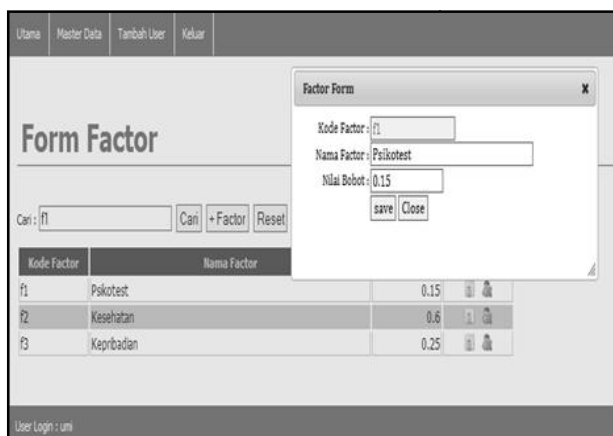 Utama Master Data Tambah User Keluar
Factor Form
Kode Factor : f1
Nama Factor : Psikotest
Nilai Bobot : 0.15
save Close
Form Factor
Cari : f1 Cari + Factor Reset
Kode Factor Nama Factor
f1 Psikotest 0.15
f2 Kesehatan 0.6
f3 Kepribadian 0.25
User Login : umi